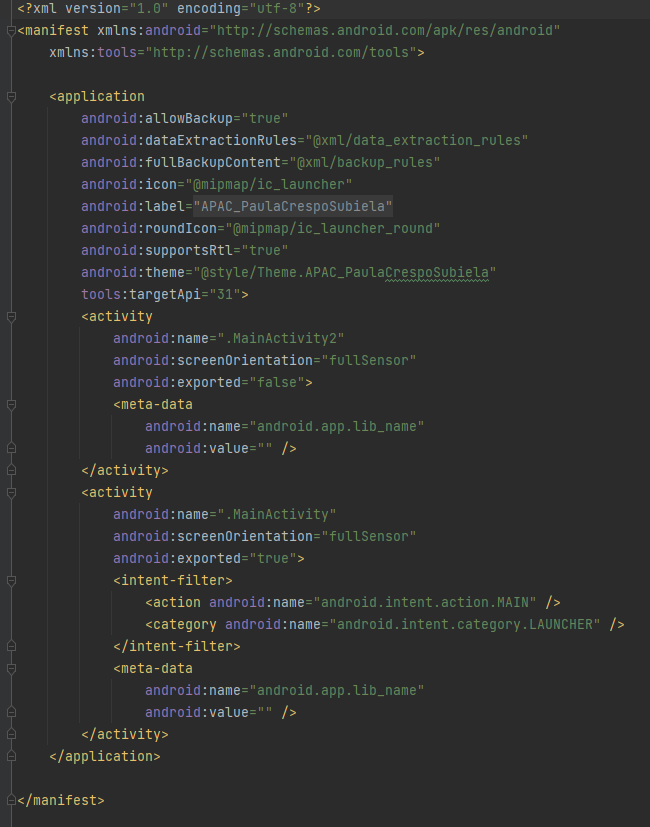 <?xml version="1.0" encoding="utf-8"?>
<manifest xmlns:android="http://schemas.android.com/apk/res/android"
    xmlns:tools="http://schemas.android.com/tools">

    <application
        android:allowBackup="true"
        android:dataExtractionRules="@xml/data_extraction_rules"
        android:fullBackupContent="@xml/backup_rules"
        android:icon="@mipmap/ic_launcher"
        android:label="APAC_PaulaCrespoSubiela"
        android:roundIcon="@mipmap/ic_launcher_round"
        android:supportsRtl="true"
        android:theme="@style/Theme.APAC_PaulaCrespoSubiela"
        tools:targetApi="31">
        <activity
            android:name=".MainActivity2"
            android:screenOrientation="fullSensor"
            android:exported="false">
            <meta-data
                android:name="android.app.lib_name"
                android:value="" />
        </activity>
        <activity
            android:name=".MainActivity"
            android:screenOrientation="fullSensor"
            android:exported="true">
            <intent-filter>
                <action android:name="android.intent.action.MAIN" />
                <category android:name="android.intent.category.LAUNCHER" />
            </intent-filter>
            <meta-data
                android:name="android.app.lib_name"
                android:value="" />
        </activity>
    </application>

</manifest>